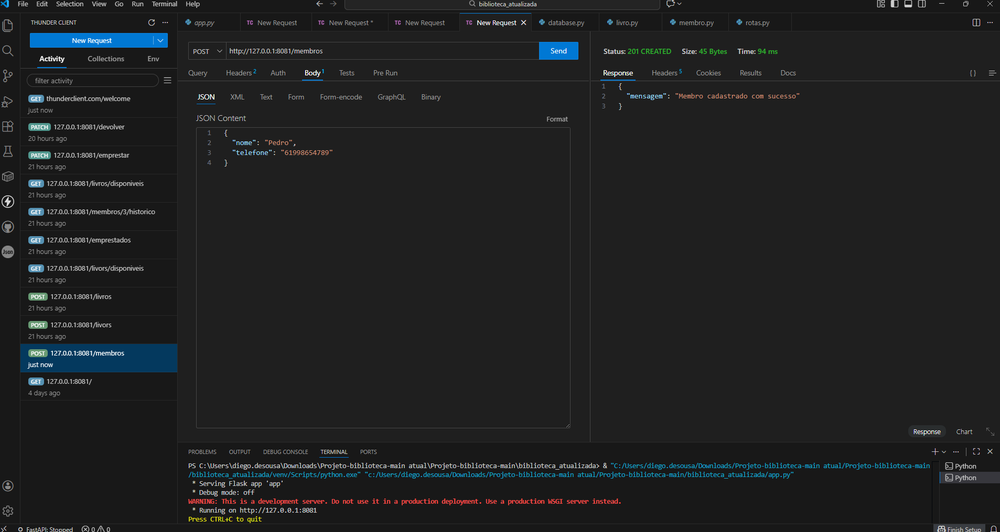 File Edit Selection View Go Run Terminal Help
biblioteca_atualizada
THUNDER CLIENT
New Request
Activity Collections Env
filter activity
GET thunderclient.com/welcome
just now
PATCH 127.0.0.1:8081/devolver
20 hours ago
PATCH 127.0.0.1:8081/emprestar
21 hours ago
GET 127.0.0.1:8081/livros/disponiveis
21 hours ago
GET 127.0.0.1:8081/membros/3/historico
21 hours ago
GET 127.0.0.1:8081/emprestados
21 hours ago
GET 127.0.0.1:8081/livors/disponiveis
21 hours ago
POST 127.0.0.1:8081/livros
21 hours ago
POST 127.0.0.1:8081/livors
21 hours ago
POST 127.0.0.1:8081/membros
just now
GET 127.0.0.1:8081/
4 days ago
Json
app.py TC New Request TC New Request * TC New Request TC New Request database.py livro.py membro.py rotas.py
POST http://127.0.0.1:8081/membros Send
Query Headers 2 Auth Body 1 Tests Pre Run
JSON XML Text Form Form-encode GraphQL Binary
JSON Content Format
1 {
2 "nome": "Pedro",
3 "telefone": "61998654789"
4 }
Status: 201 CREATED Size: 45 Bytes Time: 94 ms
Response Headers 5 Cookies Results Docs { }
1 {
2 "mensagem": "Membro cadastrado com sucesso"
3 }
Response Chart
PROBLEMS OUTPUT DEBUG CONSOLE TERMINAL PORTS
PS C:\Users\diego.desousa\Downloads\Projeto-biblioteca-main atual\Projeto-biblioteca-main\biblioteca_atualizada> & "C:/Users/diego.desousa/Downloads/Projeto-biblioteca-main atual/Projeto-biblioteca-main
/biblioteca_atualizada/venv/Scripts/python.exe" "c:/Users/diego.desousa/Downloads/Projeto-biblioteca-main atual/Projeto-biblioteca-main/biblioteca_atualizada/app.py"
* Serving Flask app 'app'
* Debug mode: off
WARNING: This is a development server. Do not use it in a production deployment. Use a production WSGI server instead.
* Running on http://127.0.0.1:8081
Press CTRL+C to quit
Python
Python
FastAPI: Stopped 0 0 Finish Setup